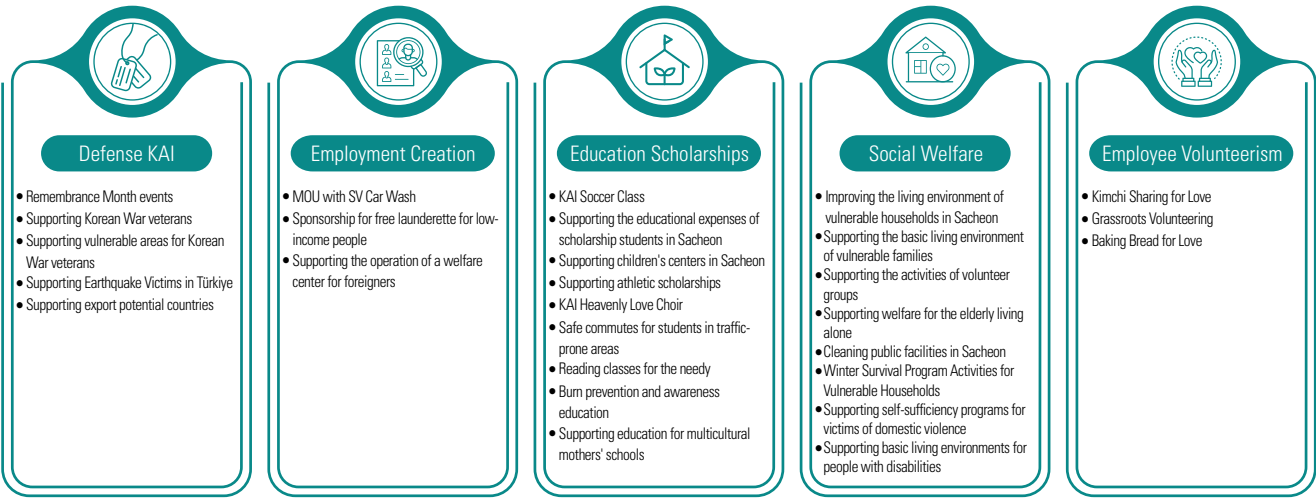 Defense KAI
• Remembrance Month events
• Supporting Korean War veterans
• Supporting vulnerable areas for Korean
War veterans
• Supporting Earthquake Victims in Türkiye
• Supporting export potential countries
Employment Creation
• MOU with SV Car Wash
• Sponsorship for free launderette for low-
income people
• Supporting the operation of a welfare
center for foreigners
Education Scholarships
• KAI Soccer Class
• Supporting the educational expenses of
scholarship students in Sacheon
• Supporting children's centers in Sacheon
• Supporting athletic scholarships
• KAI Heavenly Love Choir
• Safe commutes for students in traffic-
prone areas
• Reading classes for the needy
• Burn prevention and awareness
education
• Supporting education for multicultural
mothers' schools
Social Welfare
• Improving the living environment of
vulnerable households in Sacheon
• Supporting the basic living environment
of vulnerable families
• Supporting the activities of volunteer
groups
• Supporting welfare for the elderly living
alone
• Cleaning public facilities in Sacheon
• Winter Survival Program Activities for
Vulnerable Households
• Supporting self-sufficiency programs for
victims of domestic violence
• Supporting basic living environments for
people with disabilities
Employee Volunteerism
• Kimchi Sharing for Love
• Grassroots Volunteering
• Baking Bread for Love